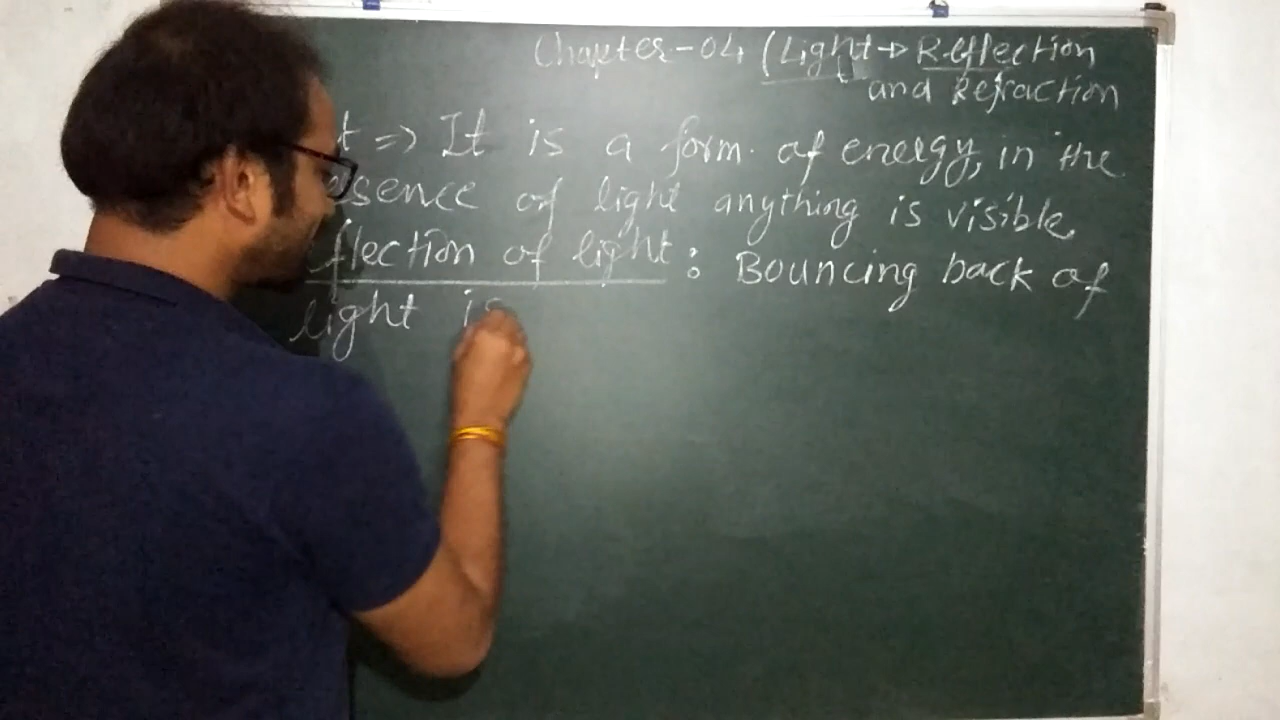 Chapter-04 (Light → Reflection
and Refraction
t ⇒ It is a form of energy, in the
esence of light anything is visible
flection of light : Bouncing back of
light is